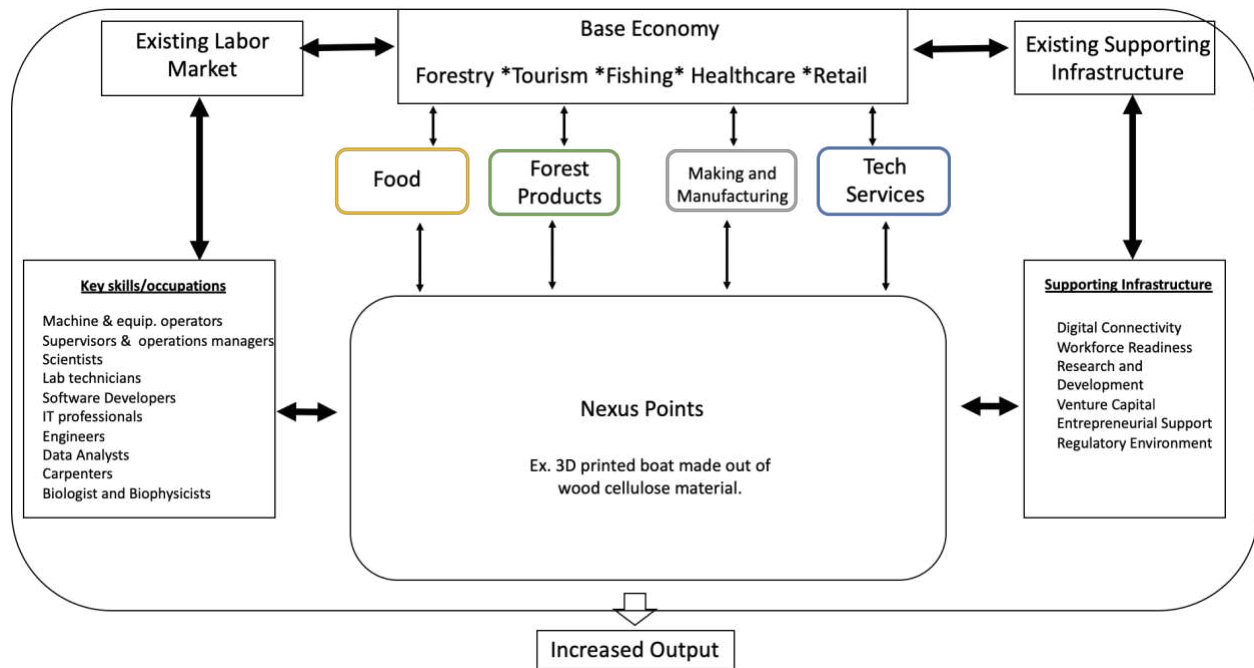 Existing Labor
Market
Base Economy
Forestry *Tourism *Fishing* Healthcare *Retail
Existing Supporting
Infrastructure
Food
Forest
Products
Making and
Manufacturing
Tech
Services
Key skills/occupations
Machine & equip. operators
Supervisors & operations managers
Scientists
Lab technicians
Software Developers
IT professionals
Engineers
Data Analysts
Carpenters
Biologist and Biophysicists
Nexus Points
Ex. 3D printed boat made out of
wood cellulose material.
Supporting Infrastructure
Digital Connectivity
Workforce Readiness
Research and
Development
Venture Capital
Entrepreneurial Support
Regulatory Environment
Increased Output